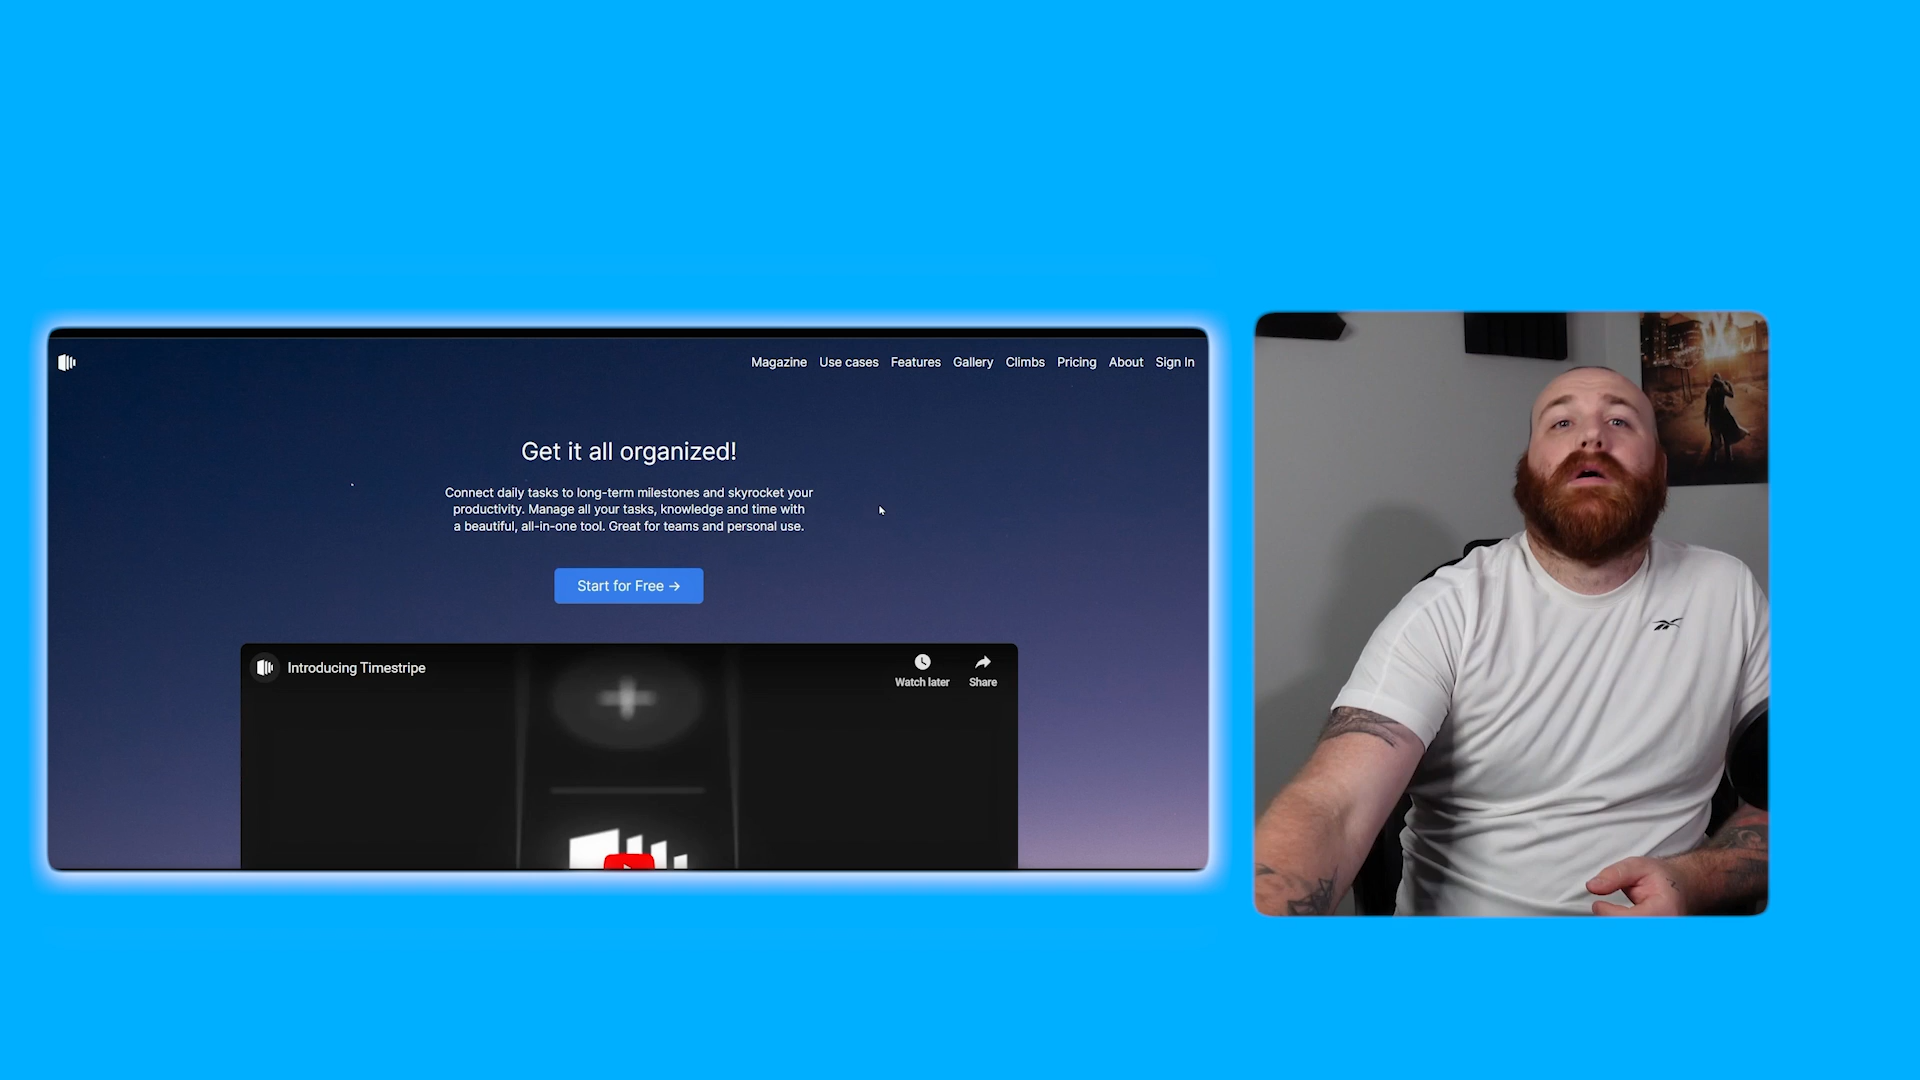 Magazine Use cases Features Gallery Climbs Pricing About Sign In
Get it all organized!
Connect daily tasks to long-term milestones and skyrocket your
productivity. Manage all your tasks, knowledge and time with
a beautiful, all-in-one tool. Great for teams and personal use.
Start for Free →
Introducing Timestripe
Watch later
Share